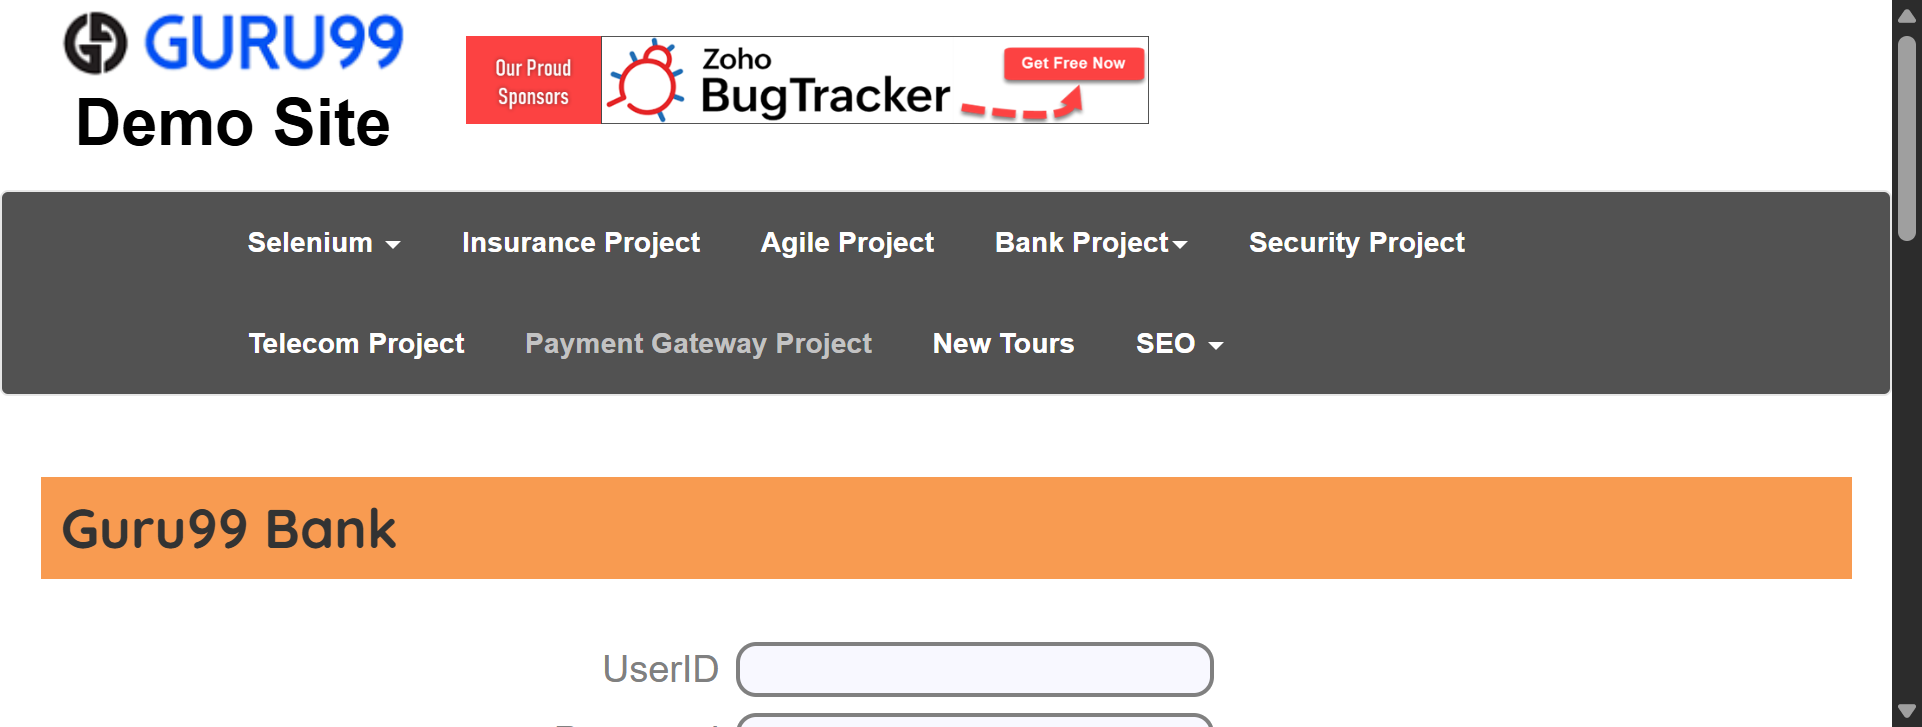 GURU99
Demo Site
Our Proud
Sponsors
Zoho
BugTracker
Get Free Now
Selenium
Insurance Project
Agile Project
Bank Project
Security Project
Telecom Project
Payment Gateway Project
New Tours
SEO
Guru99 Bank
UserID